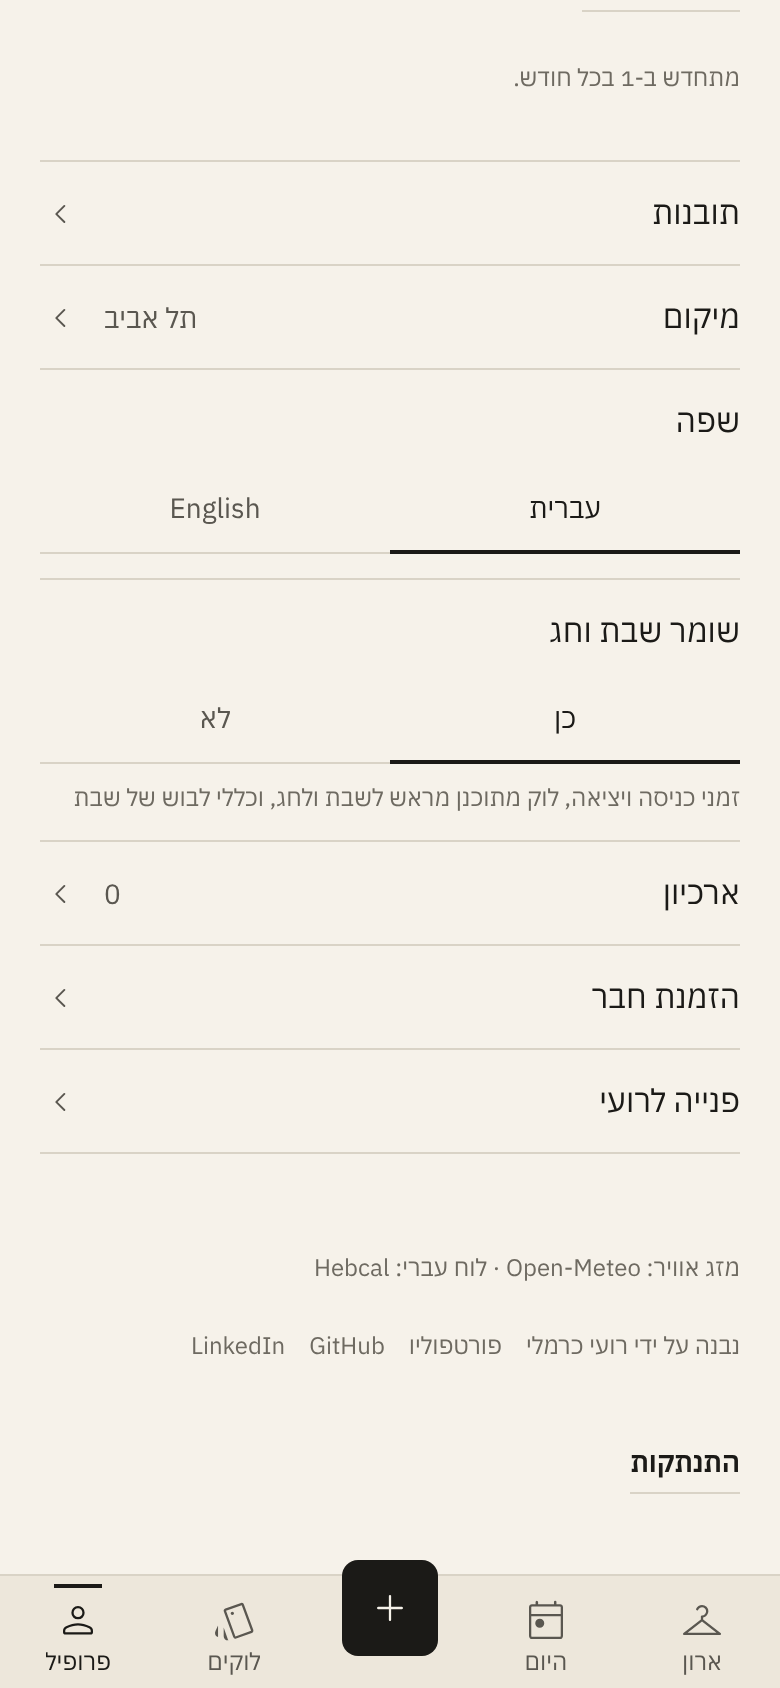 מתחדש ב-1 בכל חודש.
תובנות
מיקום תל אביב
שפה
עברית English
שומר שבת וחג
כן לא
זמני כניסה ויציאה, לוק מתוכנן מראש לשבת ולחג, וכללי לבוש של שבת
ארכיון 0
הזמנת חבר
פנייה לרועי
מזג אוויר: Open-Meteo · לוח עברי: Hebcal
נבנה על ידי רועי כרמלי פורטפוליו GitHub LinkedIn
התנתקות
ארון היום לוקים פרופיל